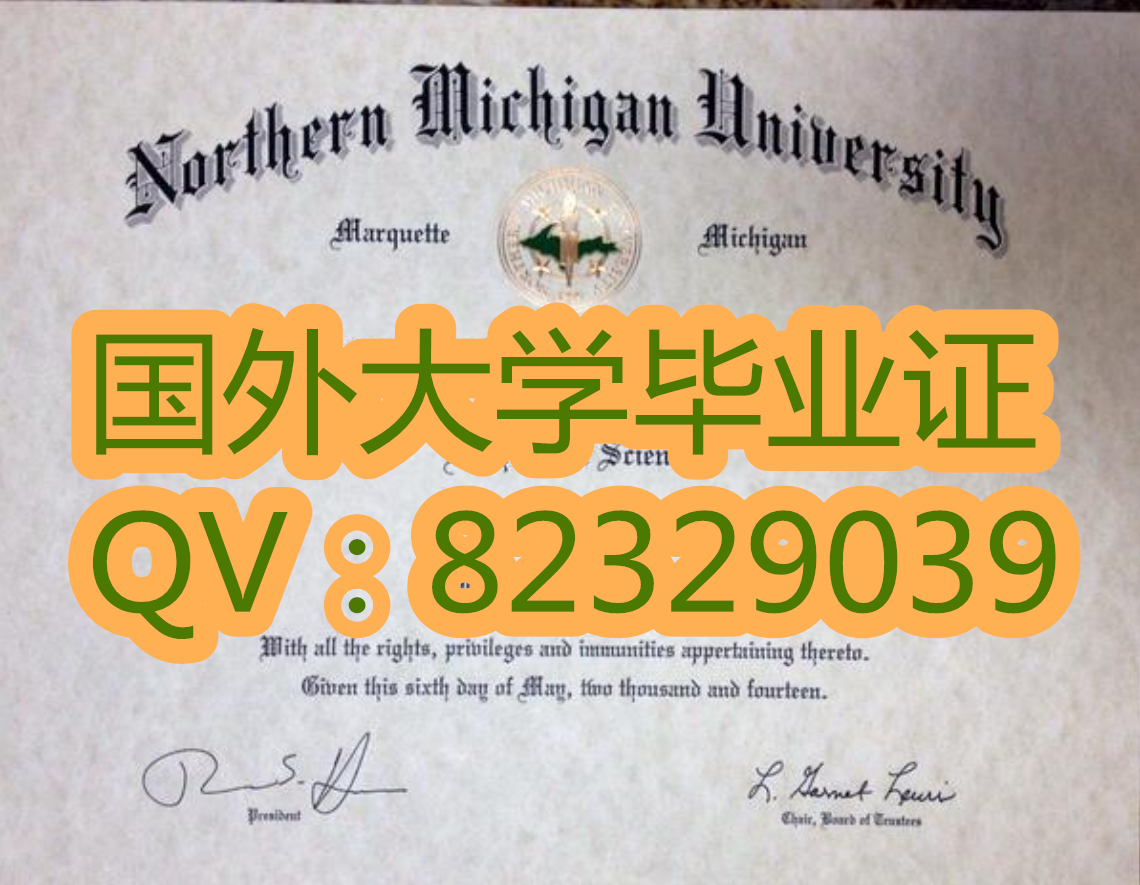 Northern Michigan University
Marquette Michigan
国外大学毕业证
QV：82329039
With all the rights, privileges and immunities appertaining thereto.
Given this sixth day of May, two thousand and fourteen.
President
Chair, Board of Trustees